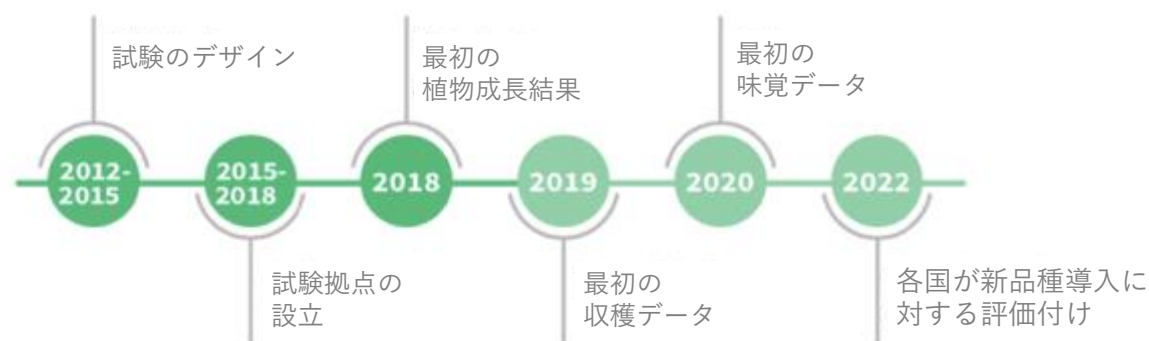 試験のデザイン
最初の
植物成長結果
最初の
味覚データ
2012-
2015
2015-
2018
2018
2019
2020
2022
試験拠点の
設立
最初の
収穫データ
各国が新品種導入に
対する評価付け